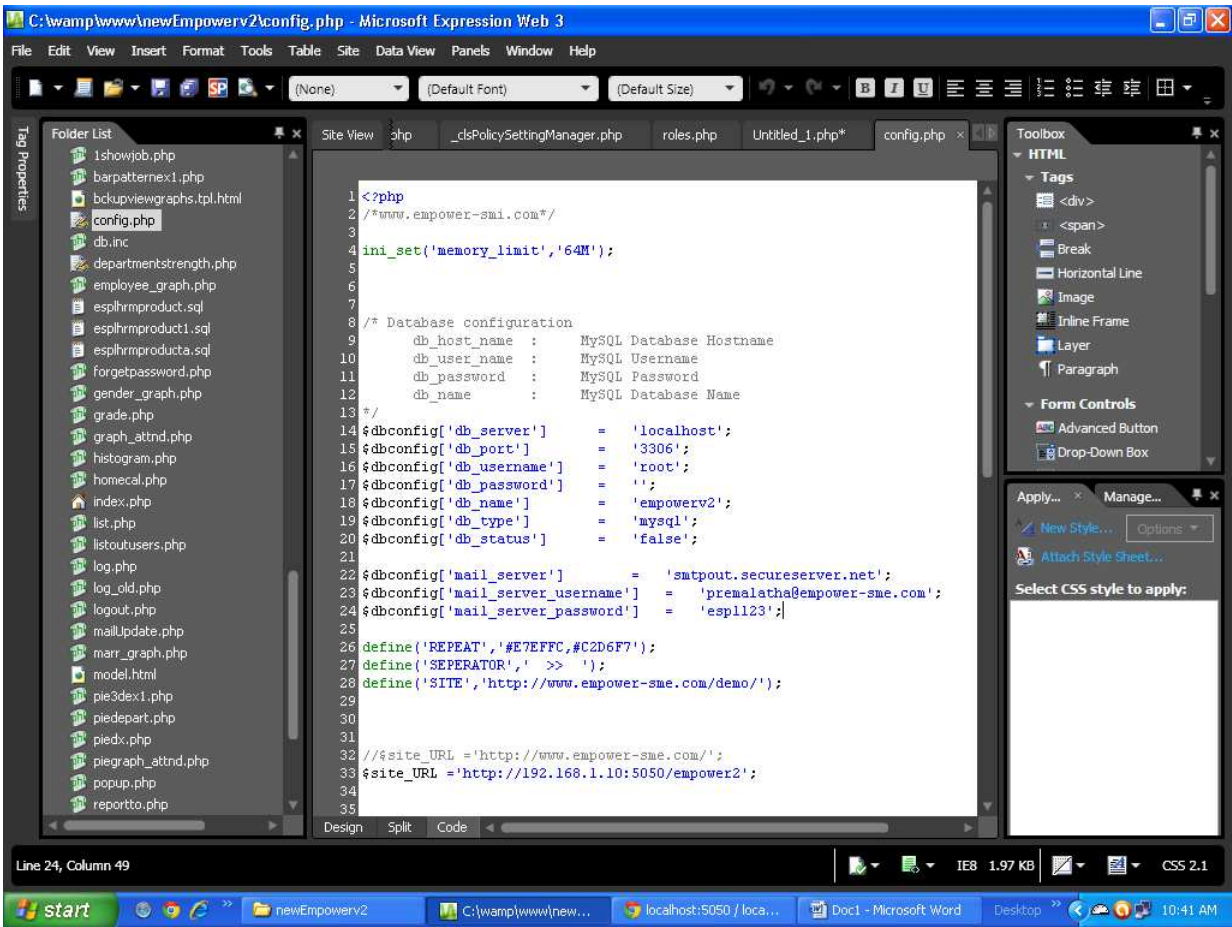 C:\wamp\www\newEmpowerv2\config.php - Microsoft Expression Web 3
File Edit View Insert Format Tools Table Site Data View Panels Window Help
(None) (Default Font) (Default Size) B I U
Tag Properties
Folder List
1showjob.php
barpatternex1.php
bckupviewgraphs.tpl.html
config.php
db.inc
departmentstrength.php
employee_graph.php
esplhrmproduct.sql
esplhrmproduct1.sql
esplhrmproducta.sql
forgetpassword.php
gender_graph.php
grade.php
graph_attnd.php
histogram.php
homecal.php
index.php
list.php
listoutusers.php
log.php
log_old.php
logout.php
mailUpdate.php
marr_graph.php
model.html
pie3dex1.php
piedepart.php
piedx.php
piegraph_attnd.php
popup.php
reportto.php
Site View php _clsPolicySettingManager.php roles.php Untitled_1.php* config.php
1 <?php
2 /*www.empower-smi.com*/
3
4 ini_set('memory_limit','64M');
5
6
7
8 /* Database configuration
9 db_host_name : MySQL Database Hostname
10 db_user_name : MySQL Username
11 db_password : MySQL Password
12 db_name : MySQL Database Name
13 */
14 $dbconfig['db_server'] = 'localhost';
15 $dbconfig['db_port'] = '3306';
16 $dbconfig['db_username'] = 'root';
17 $dbconfig['db_password'] = '';
18 $dbconfig['db_name'] = 'empowerv2';
19 $dbconfig['db_type'] = 'mysql';
20 $dbconfig['db_status'] = 'false';
21
22 $dbconfig['mail_server'] = 'smtpout.secureserver.net';
23 $dbconfig['mail_server_username'] = 'premalatha@empower-sme.com';
24 $dbconfig['mail_server_password'] = 'espl123';
25
26 define('REPEAT','#E7EFFC,#C2D6F7');
27 define('SEPERATOR',' >> ');
28 define('SITE','http://www.empower-sme.com/demo/');
29
30
31
32 //$site_URL ='http://www.empower-sme.com/';
33 $site_URL ='http://192.168.1.10:5050/empower2';
34
35
Design Split Code
Toolbox
HTML
Tags
<div>
<span>
Break
Horizontal Line
Image
Inline Frame
Layer
Paragraph
Form Controls
Advanced Button
Drop-Down Box
Apply... Manage...
New Style... Options
Attach Style Sheet...
Select CSS style to apply:
Line 24, Column 49
IE8 1.97 KB CSS 2.1
start newEmpowerv2 C:\wamp\www\new... localhost:5050 / loca... Doc1 - Microsoft Word Desktop 10:41 AM